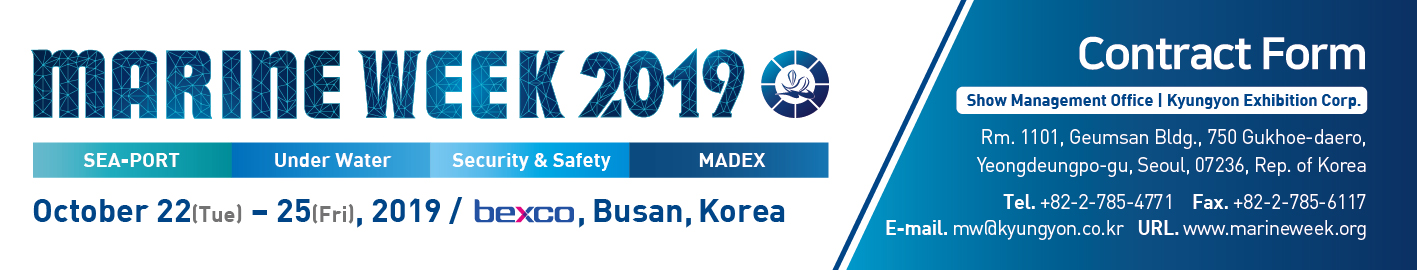 MARINE WEEK 2019
SEA-PORT Under Water Security & Safety MADEX
October 22(Tue) – 25(Fri), 2019 / bexco, Busan, Korea
Contract Form
Show Management Office | Kyungyon Exhibition Corp.
Rm. 1101, Geumsan Bldg., 750 Gukhoe-daero,
Yeongdeungpo-gu, Seoul, 07236, Rep. of Korea
Tel. +82-2-785-4771 Fax. +82-2-785-6117
E-mail. mw@kyungyon.co.kr URL. www.marineweek.org